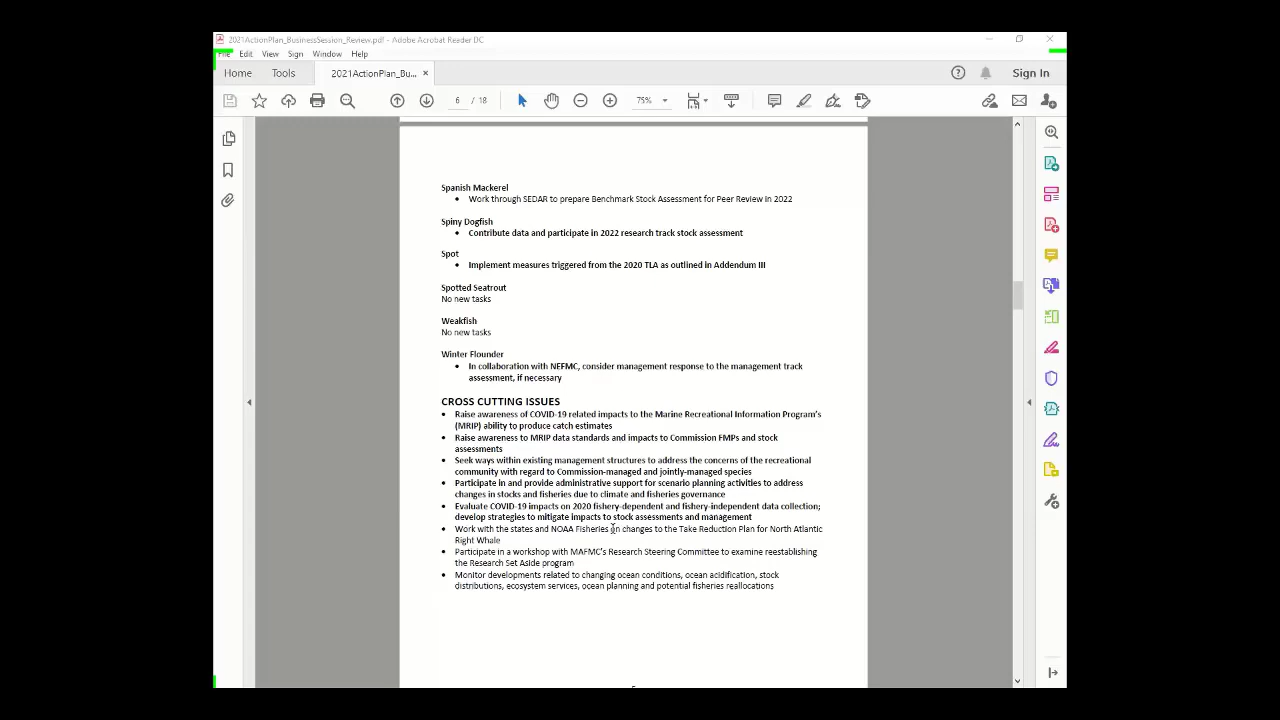 2021ActionPlan_BusinessSession_Review.pdf - Adobe Acrobat Reader DC
File Edit View Sign Window Help
Home Tools 2021ActionPlan_Bu... × Sign In
6 / 18 75%
Spanish Mackerel
• Work through SEDAR to prepare Benchmark Stock Assessment for Peer Review in 2022
Spiny Dogfish
• Contribute data and participate in 2022 research track stock assessment
Spot
• Implement measures triggered from the 2020 TLA as outlined in Addendum III
Spotted Seatrout
No new tasks
Weakfish
No new tasks
Winter Flounder
• In collaboration with NEFMC, consider management response to the management track
assessment, if necessary
CROSS CUTTING ISSUES
• Raise awareness of COVID-19 related impacts to the Marine Recreational Information Program's
(MRIP) ability to produce catch estimates
• Raise awareness to MRIP data standards and impacts to Commission FMPs and stock
assessments
• Seek ways within existing management structures to address the concerns of the recreational
community with regard to Commission-managed and jointly-managed species
• Participate in and provide administrative support for scenario planning activities to address
changes in stocks and fisheries due to climate and fisheries governance
• Evaluate COVID-19 impacts on 2020 fishery-dependent and fishery-independent data collection;
develop strategies to mitigate impacts to stock assessments and management
• Work with the states and NOAA Fisheries on changes to the Take Reduction Plan for North Atlantic
Right Whale
• Participate in a workshop with MAFMC's Research Steering Committee to examine reestablishing
the Research Set Aside program
• Monitor developments related to changing ocean conditions, ocean acidification, stock
distributions, ecosystem services, ocean planning and potential fisheries reallocations